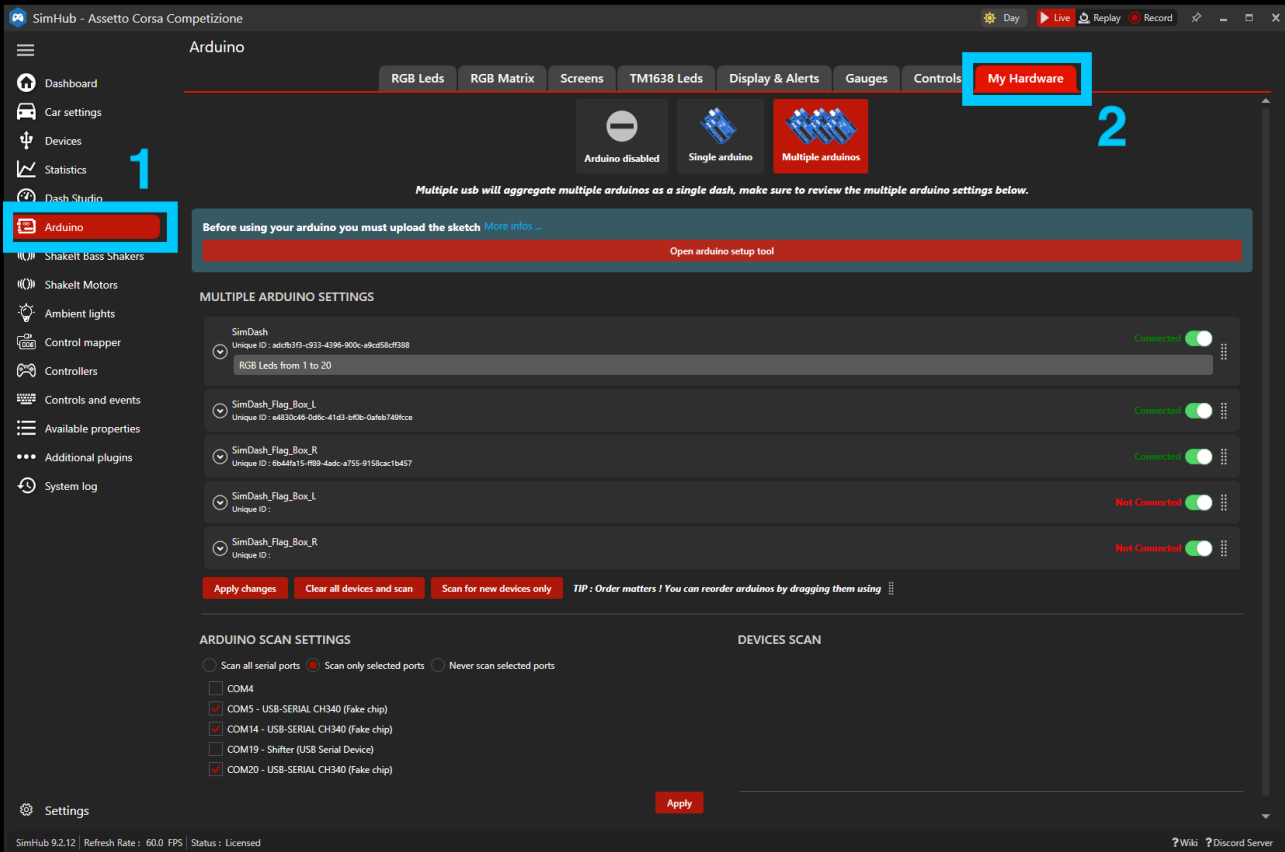 SimHub - Assetto Corsa Competizione
Day
Live
Replay
Record
Arduino
Dashboard
Car settings
Devices
Statistics
Dash Studio
Arduino
ShakeIt Bass Shakers
ShakeIt Motors
Ambient lights
Control mapper
Controllers
Controls and events
Available properties
Additional plugins
System log
Settings
1
RGB Leds
RGB Matrix
Screens
TM1638 Leds
Display & Alerts
Gauges
Controls
My Hardware
2
Arduino disabled
Single arduino
Multiple arduinos
Multiple usb will aggregate multiple arduinos as a single dash, make sure to review the multiple arduino settings below.
Before using your arduino you must upload the sketch More infos ...
Open arduino setup tool
MULTIPLE ARDUINO SETTINGS
SimDash
Unique ID : adcfb3f3-c933-4396-900c-a9cd58cff388
Connected
RGB Leds from 1 to 20
SimDash_Flag_Box_L
Unique ID : e4830c46-0d6c-41d3-bf0b-0afeb749fcce
Connected
SimDash_Flag_Box_R
Unique ID : 6b44fa15-ff89-4adc-a755-9158cac1b457
Connected
SimDash_Flag_Box_L
Unique ID :
Not Connected
SimDash_Flag_Box_R
Unique ID :
Not Connected
Apply changes
Clear all devices and scan
Scan for new devices only
TIP : Order matters ! You can reorder arduinos by dragging them using
ARDUINO SCAN SETTINGS
Scan all serial ports
Scan only selected ports
Never scan selected ports
COM4
COM5 - USB-SERIAL CH340 (Fake chip)
COM14 - USB-SERIAL CH340 (Fake chip)
COM19 - Shifter (USB Serial Device)
COM20 - USB-SERIAL CH340 (Fake chip)
DEVICES SCAN
Apply
SimHub 9.2.12
Refresh Rate : 60.0 FPS
Status : Licensed
?Wiki
?Discord Server